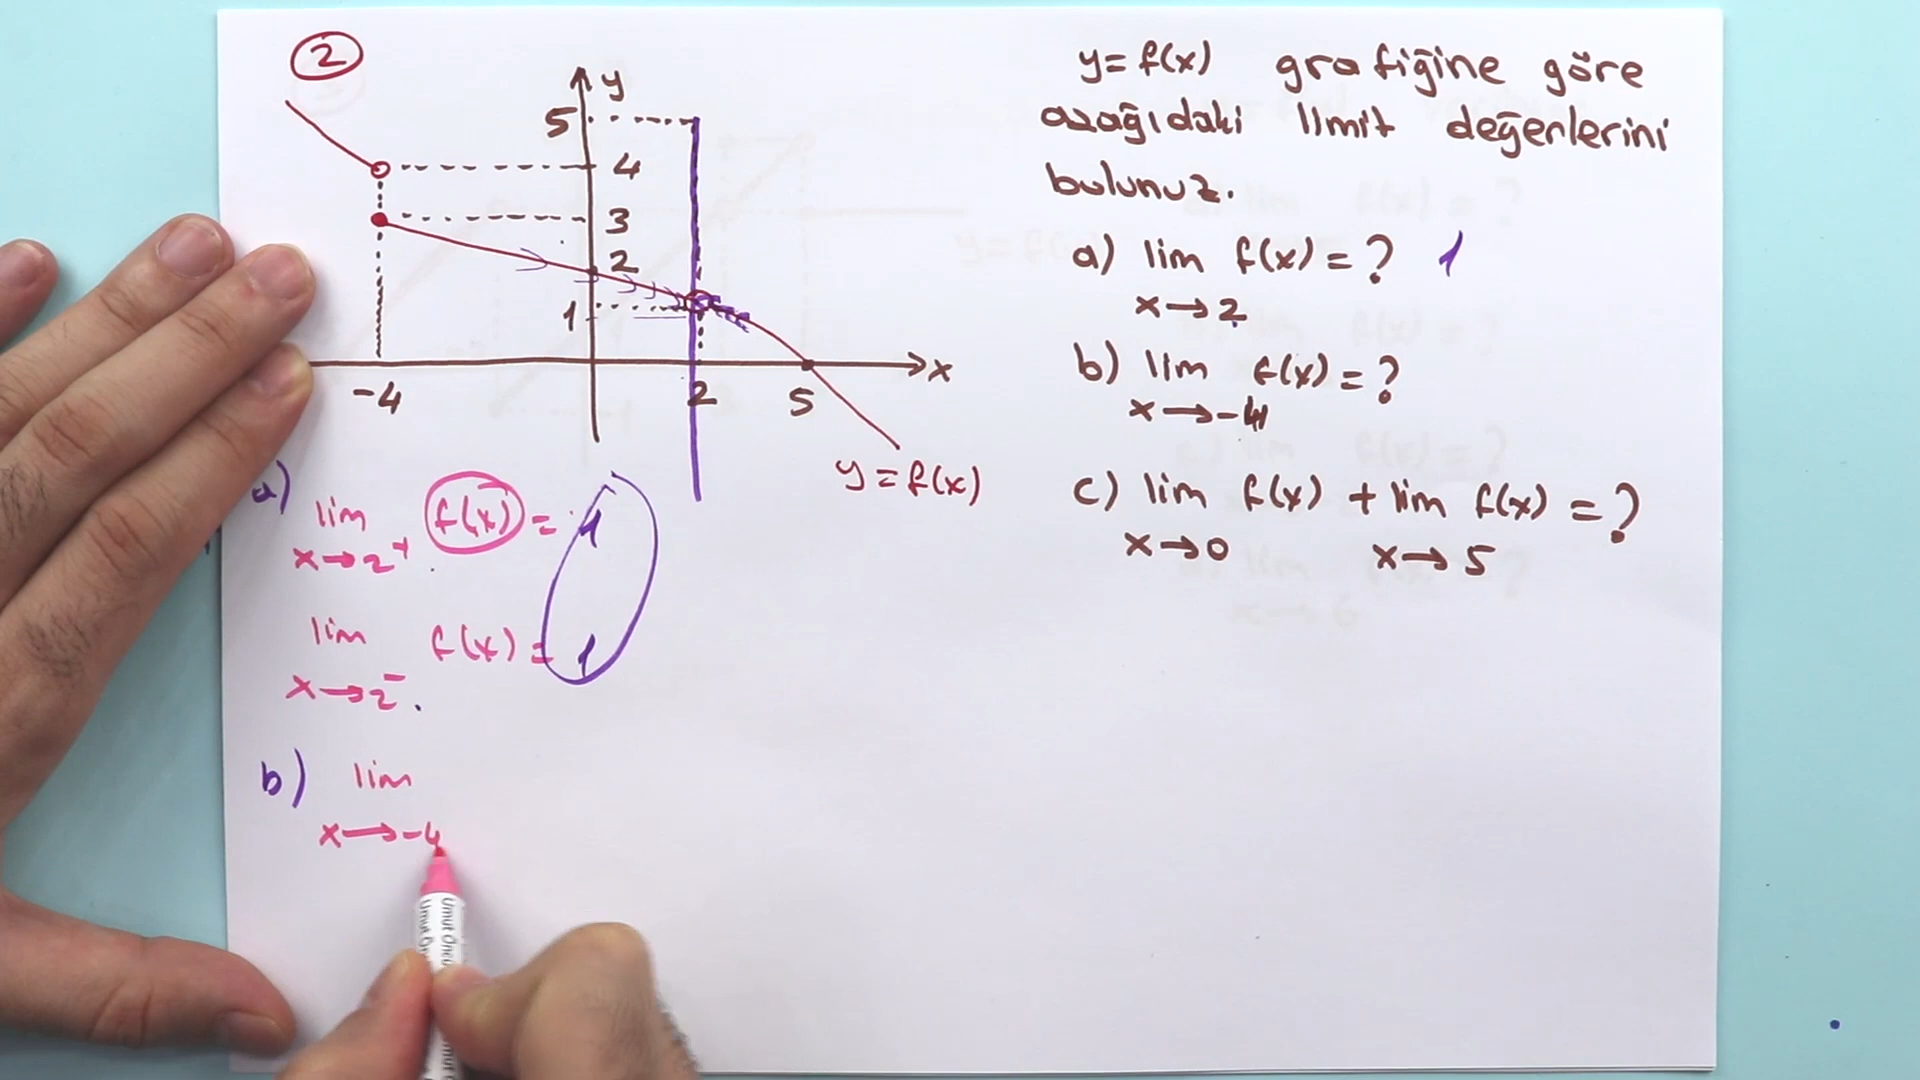 2
y
5
4
3
2
1
-4
2
5
x
y = f(x)
y = f(x) grafiğine göre
aşağıdaki limit değerlerini
bulunuz.
a) lim f(x) = ? 1
x→2
b) lim f(x) = ?
x→-4
c) lim f(x) + lim f(x) = ?
x→0 x→5
a)
lim f(x) = 1
x→2⁺
lim f(x) = 1
x→2⁻
b) lim
x→-4